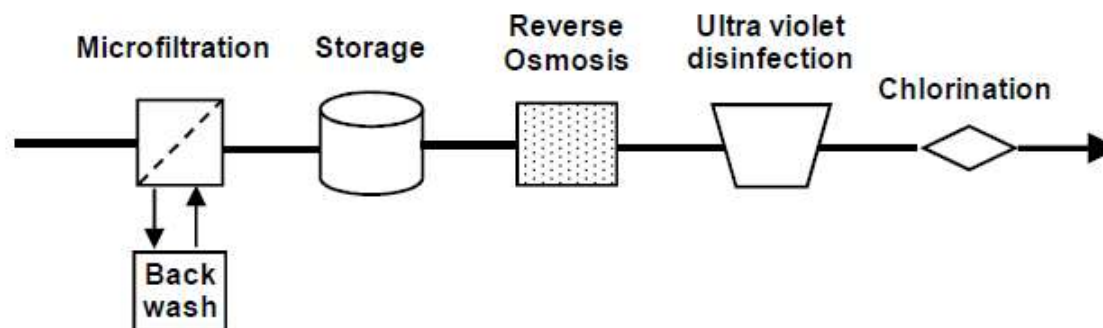 Microfiltration
Storage
Reverse
Osmosis
Ultra violet
disinfection
Chlorination
Back
wash